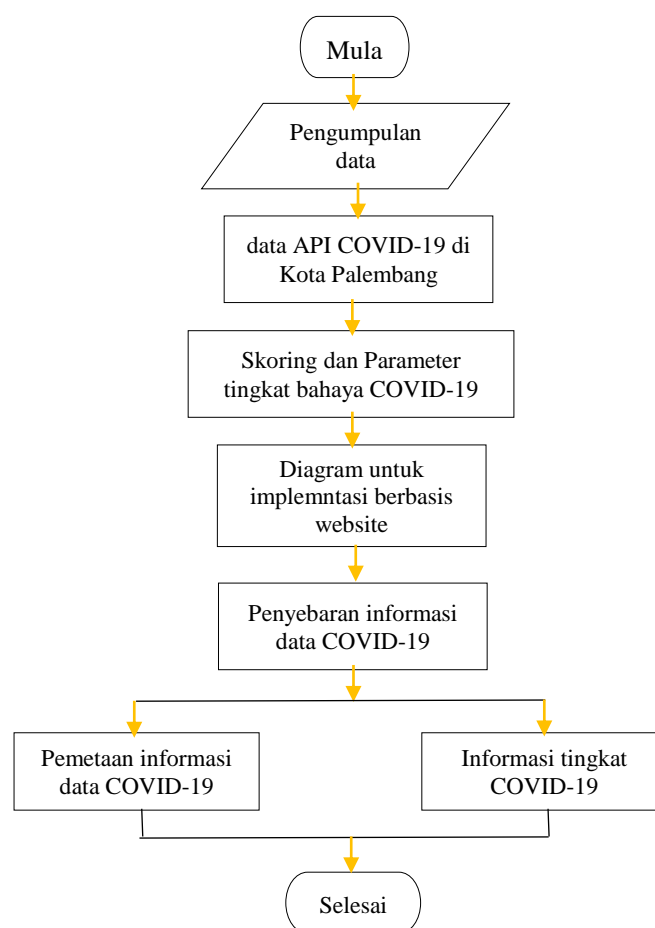 Mula
Pengumpulan
data
data API COVID-19 di
Kota Palembang
Skoring dan Parameter
tingkat bahaya COVID-19
Diagram untuk
implemntasi berbasis
website
Penyebaran informasi
data COVID-19
Pemetaan informasi
data COVID-19
Informasi tingkat
COVID-19
Selesai